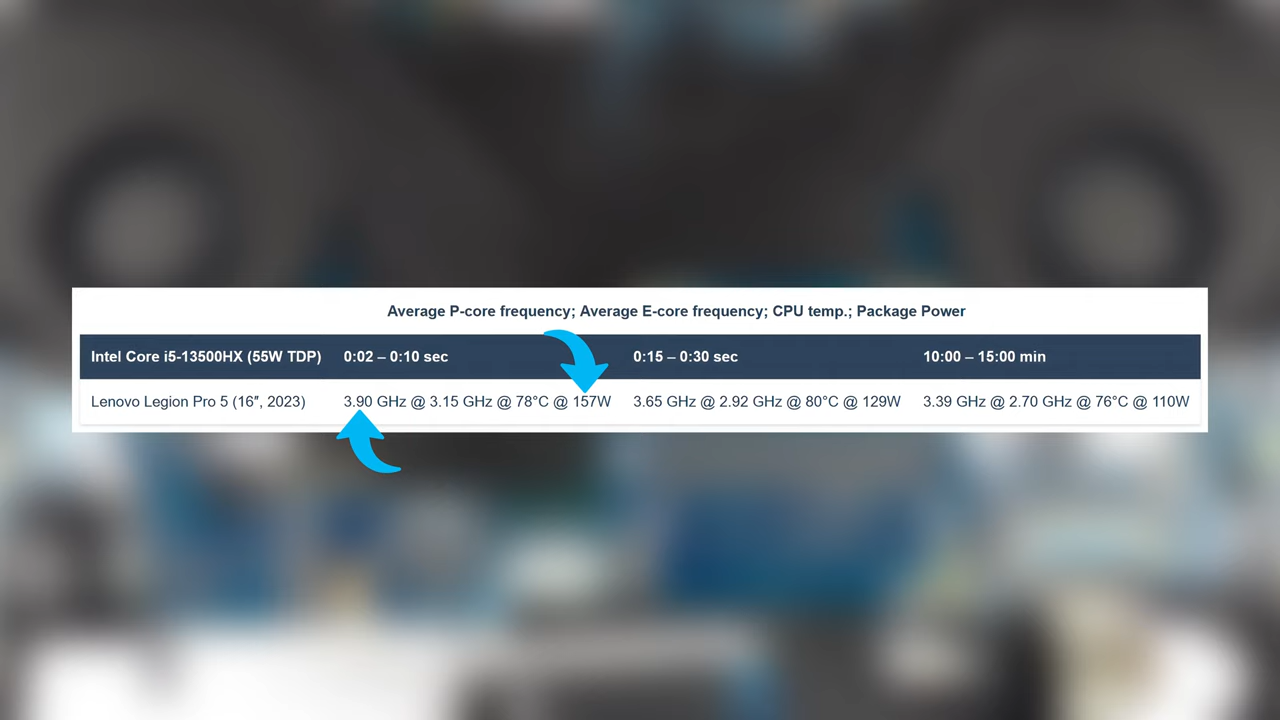 Average P-core frequency; Average E-core frequency; CPU temp.; Package Power
Intel Core i5-13500HX (55W TDP) 0:02 – 0:10 sec 0:15 – 0:30 sec 10:00 – 15:00 min
Lenovo Legion Pro 5 (16″, 2023) 3.90 GHz @ 3.15 GHz @ 78°C @ 157W 3.65 GHz @ 2.92 GHz @ 80°C @ 129W 3.39 GHz @ 2.70 GHz @ 76°C @ 110W